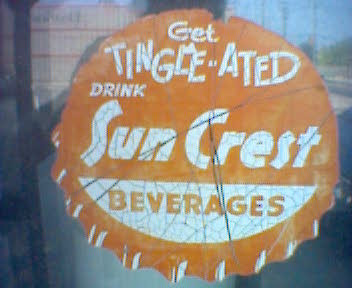 Get
TINGLE-ATED
DRINK
Sun Crest
BEVERAGES